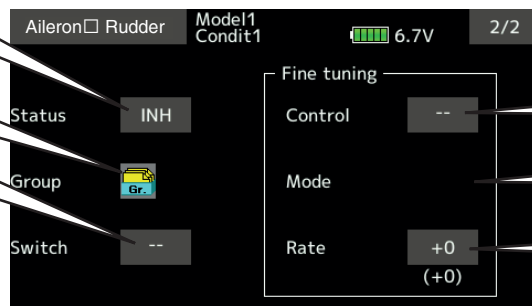 Aileron□ Rudder
Model1
Condit1
6.7V
2/2
Fine tuning
Status INH
Control --
Group Gr.
Mode
Switch --
Rate +0
(+0)